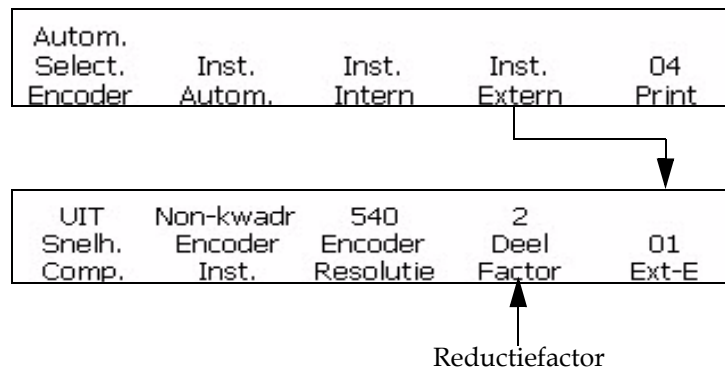 Autom.
Select. Inst. Inst. Inst. 04
Encoder Autom. Intern Extern Print
UIT Non-kwadr 540 2
Snelh. Encoder Encoder Deel 01
Comp. Inst. Resolutie Factor Ext-E
Reductiefactor